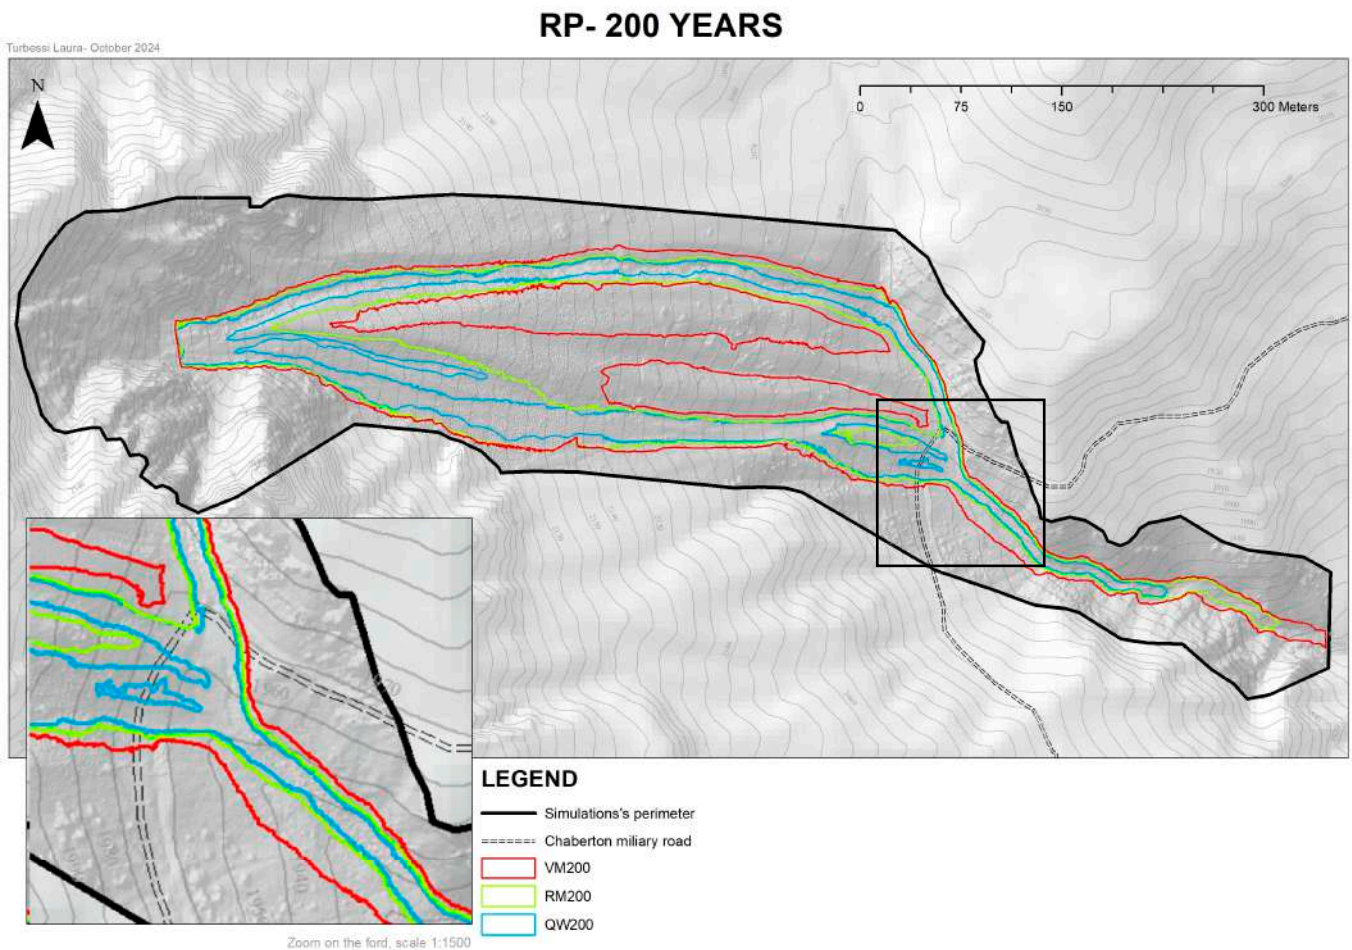 RP- 200 YEARS
Turbessi Laura- October 2024
N
0 75 150 300 Meters
LEGEND
Simulations's perimeter
Chaberton miliary road
VM200
RM200
QW200
Zoom on the ford, scale 1:1500